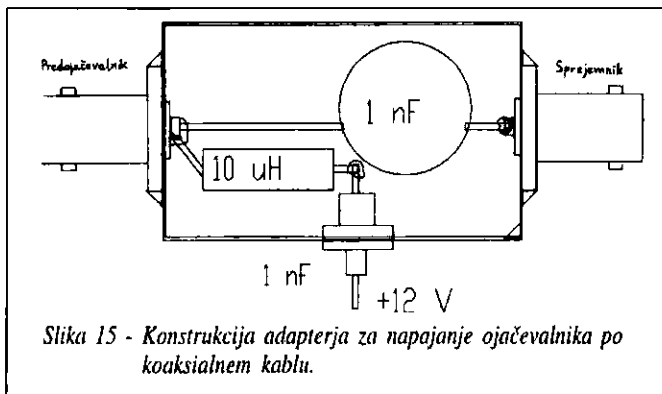 Predojačevalnik
Sprejemnik
1 nF
10 uH
1 nF
+12 V
Slika 15 - Konstrukcija adapterja za napajanje ojačevalnika po
koaksialnem kablu.